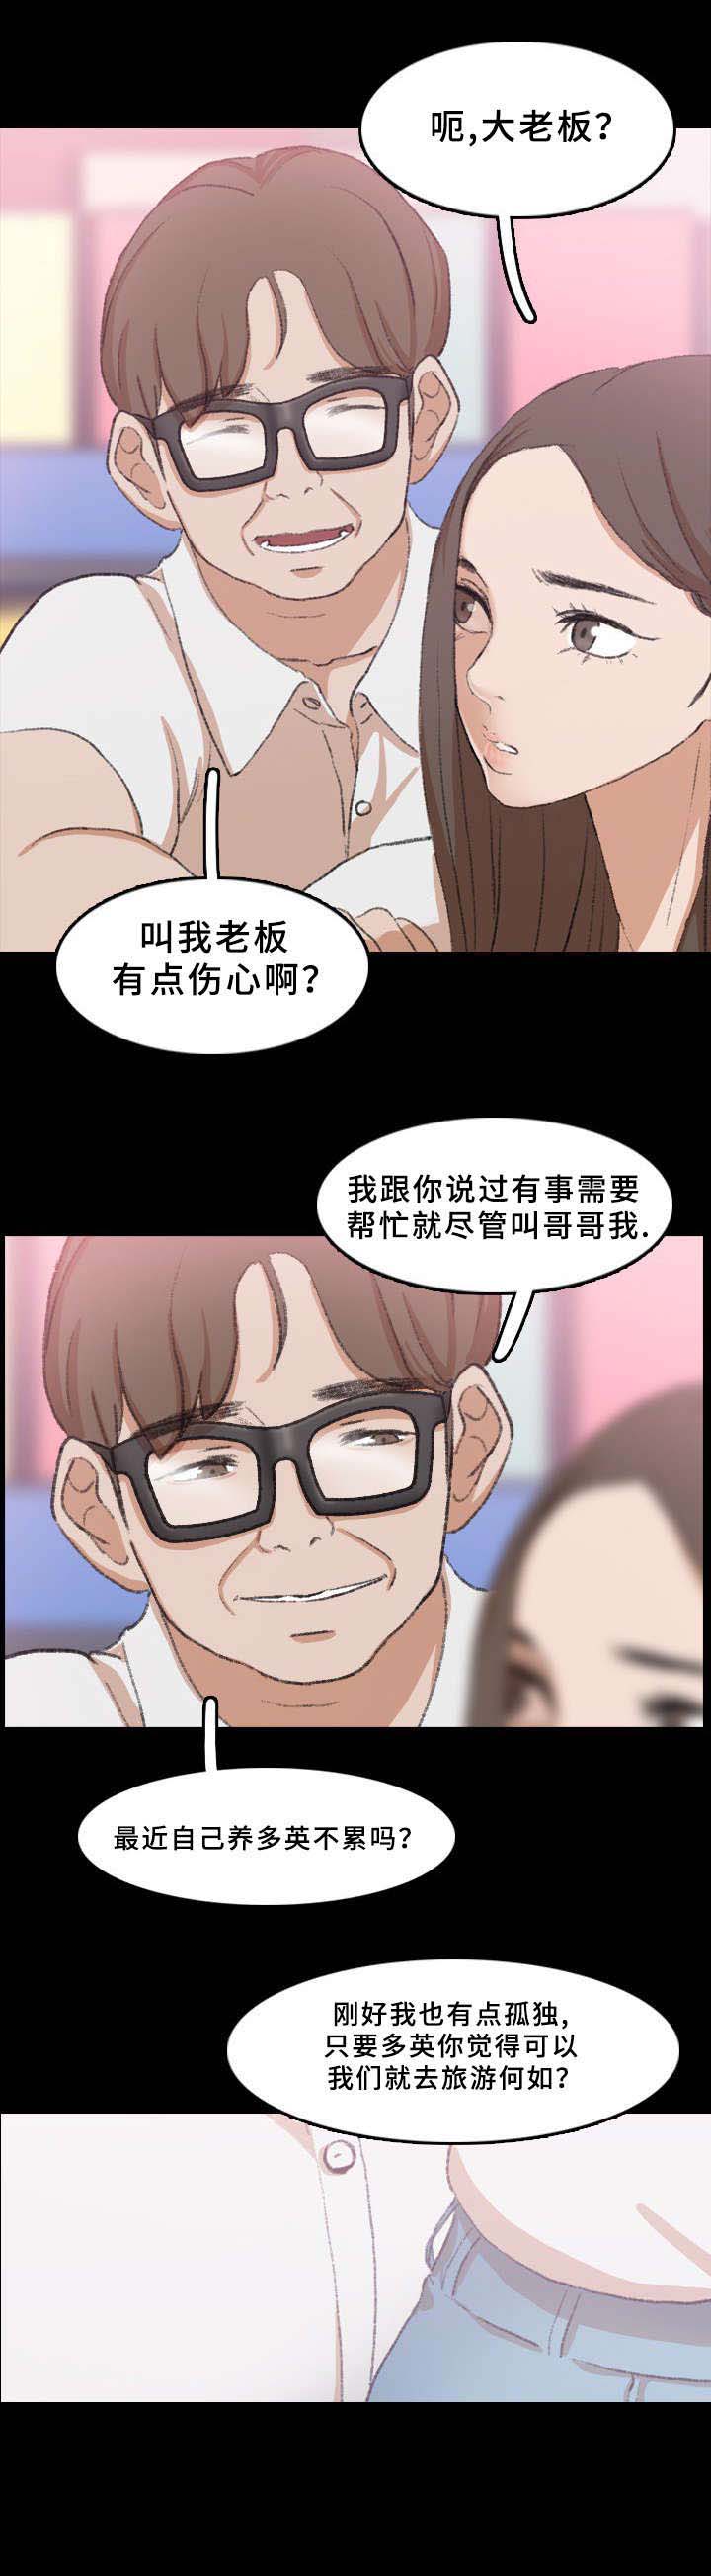 呃,大老板?
叫我老板
有点伤心啊?
我跟你说过有事需要
帮忙就尽管叫哥哥我.
最近自己养多英不累吗?
刚好我也有点孤独,
只要多英你觉得可以
我们就去旅游何如?